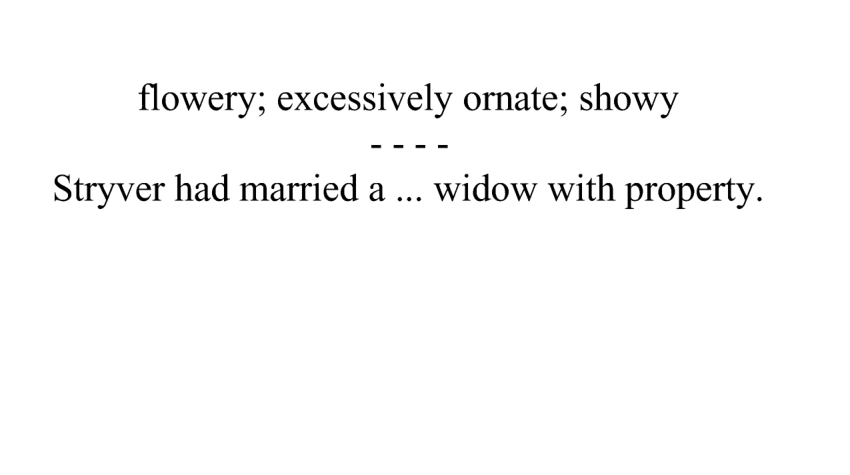 flowery; excessively ornate; showy
- - - -
Stryver had married a ... widow with property.